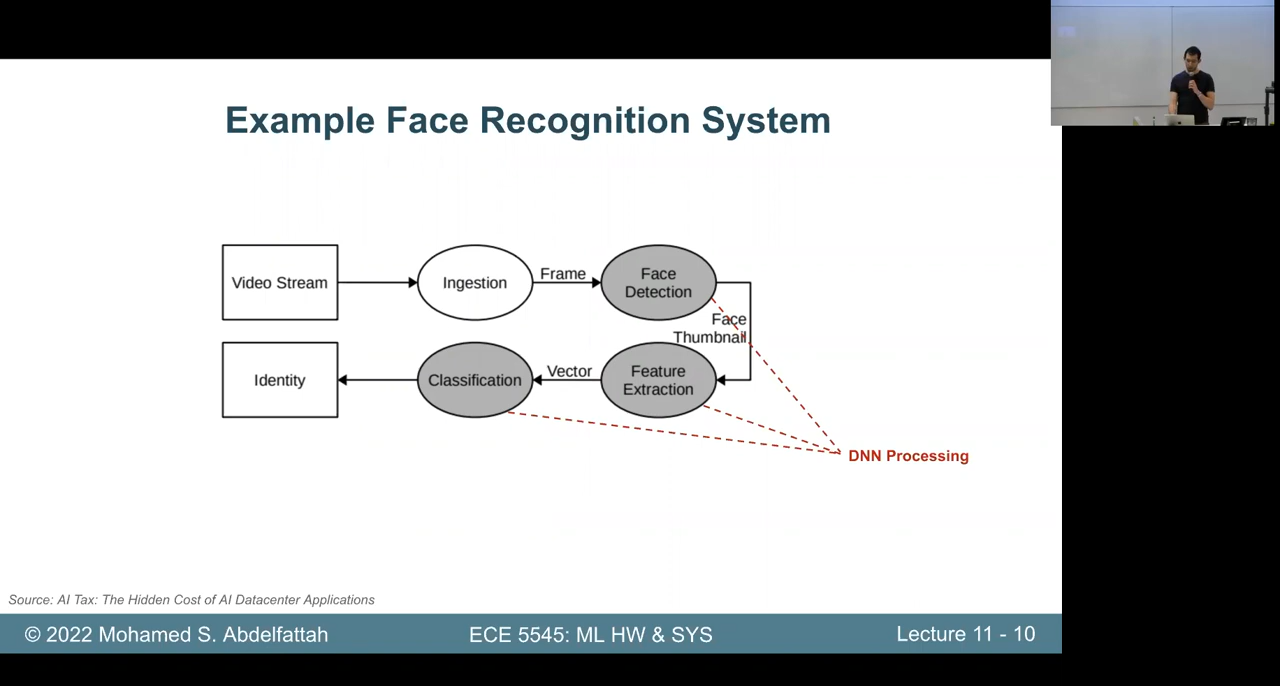 Example Face Recognition System
Video Stream
Ingestion
Frame
Face
Detection
Face
Thumbnail
Identity
Classification
Vector
Feature
Extraction
DNN Processing
Source: AI Tax: The Hidden Cost of AI Datacenter Applications
© 2022 Mohamed S. Abdelfattah
ECE 5545: ML HW & SYS
Lecture 11 - 10